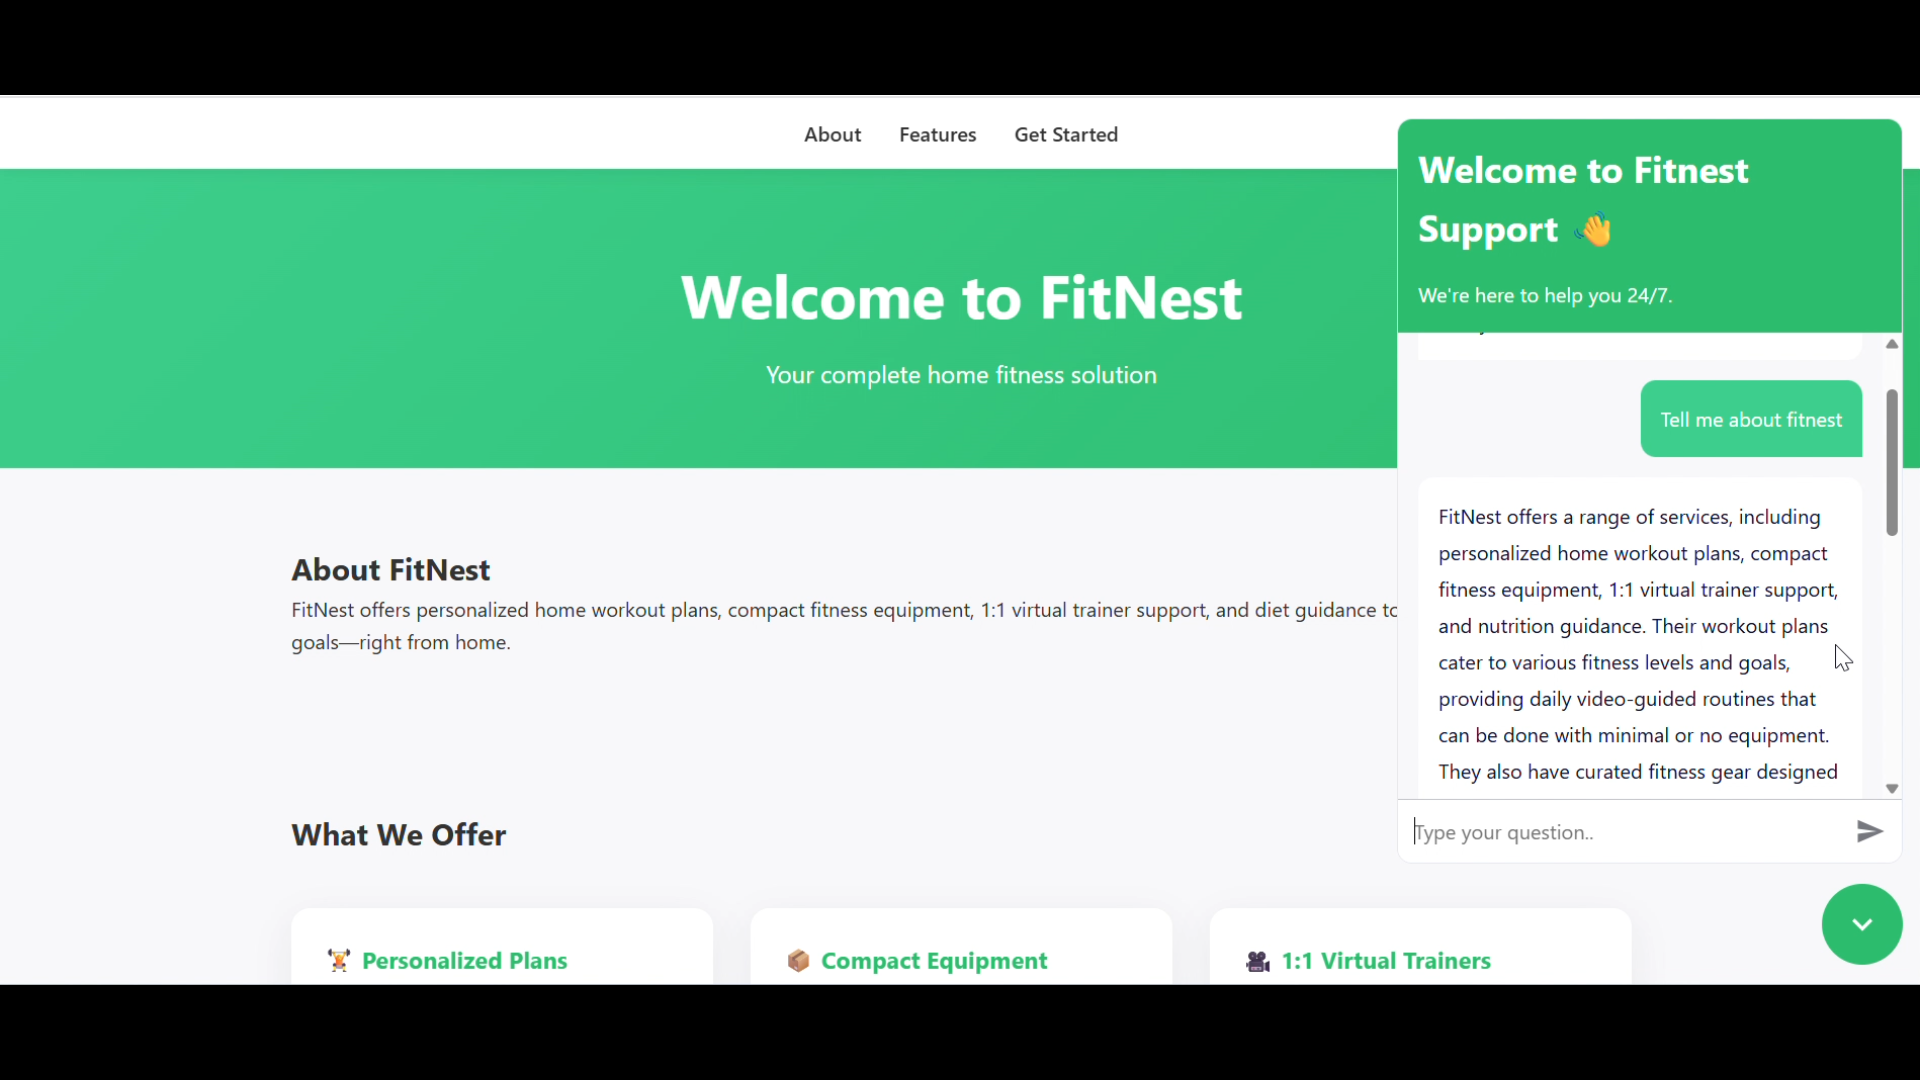 About Features Get Started
Welcome to FitNest
Your complete home fitness solution
About FitNest
FitNest offers personalized home workout plans, compact fitness equipment, 1:1 virtual trainer support, and diet guidance to
goals—right from home.
What We Offer
🏋️ Personalized Plans
📦 Compact Equipment
🎥 1:1 Virtual Trainers
Welcome to Fitnest
Support 👋
We're here to help you 24/7.
Tell me about fitnest
FitNest offers a range of services, including
personalized home workout plans, compact
fitness equipment, 1:1 virtual trainer support,
and nutrition guidance. Their workout plans
cater to various fitness levels and goals,
providing daily video-guided routines that
can be done with minimal or no equipment.
They also have curated fitness gear designed
Type your question..